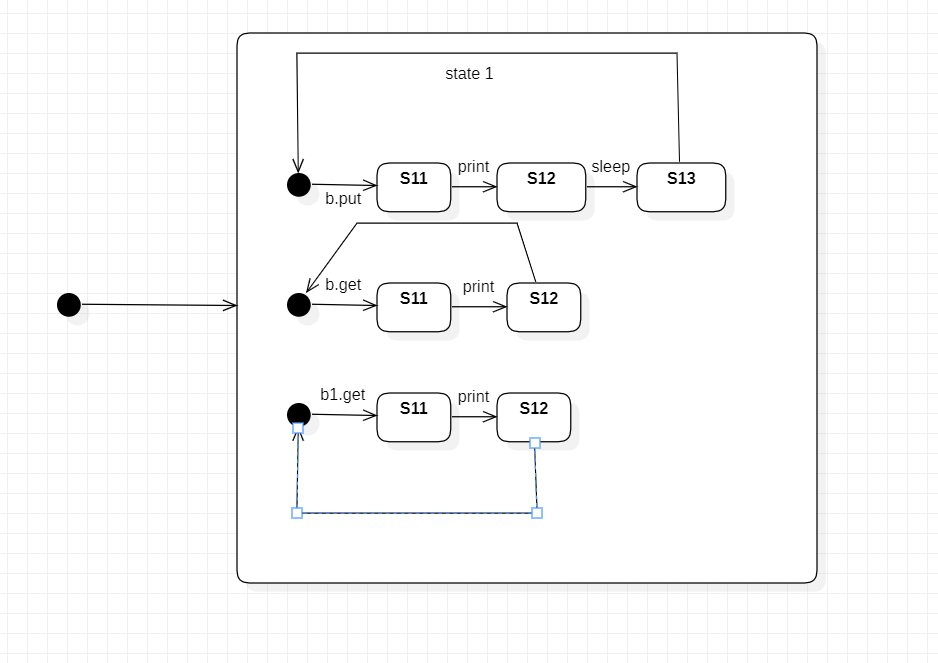 state 1
print
sleep
S11
S12
S13
b.put
b.get
print
S11
S12
b1.get
print
S11
S12